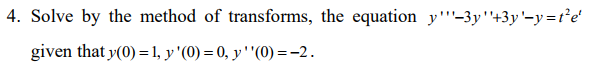 4. Solve by the method of transforms, the equation y'''–3y''+3y'–y=t²eᵗ
given that y(0)=1, y'(0)=0, y''(0)=–2.